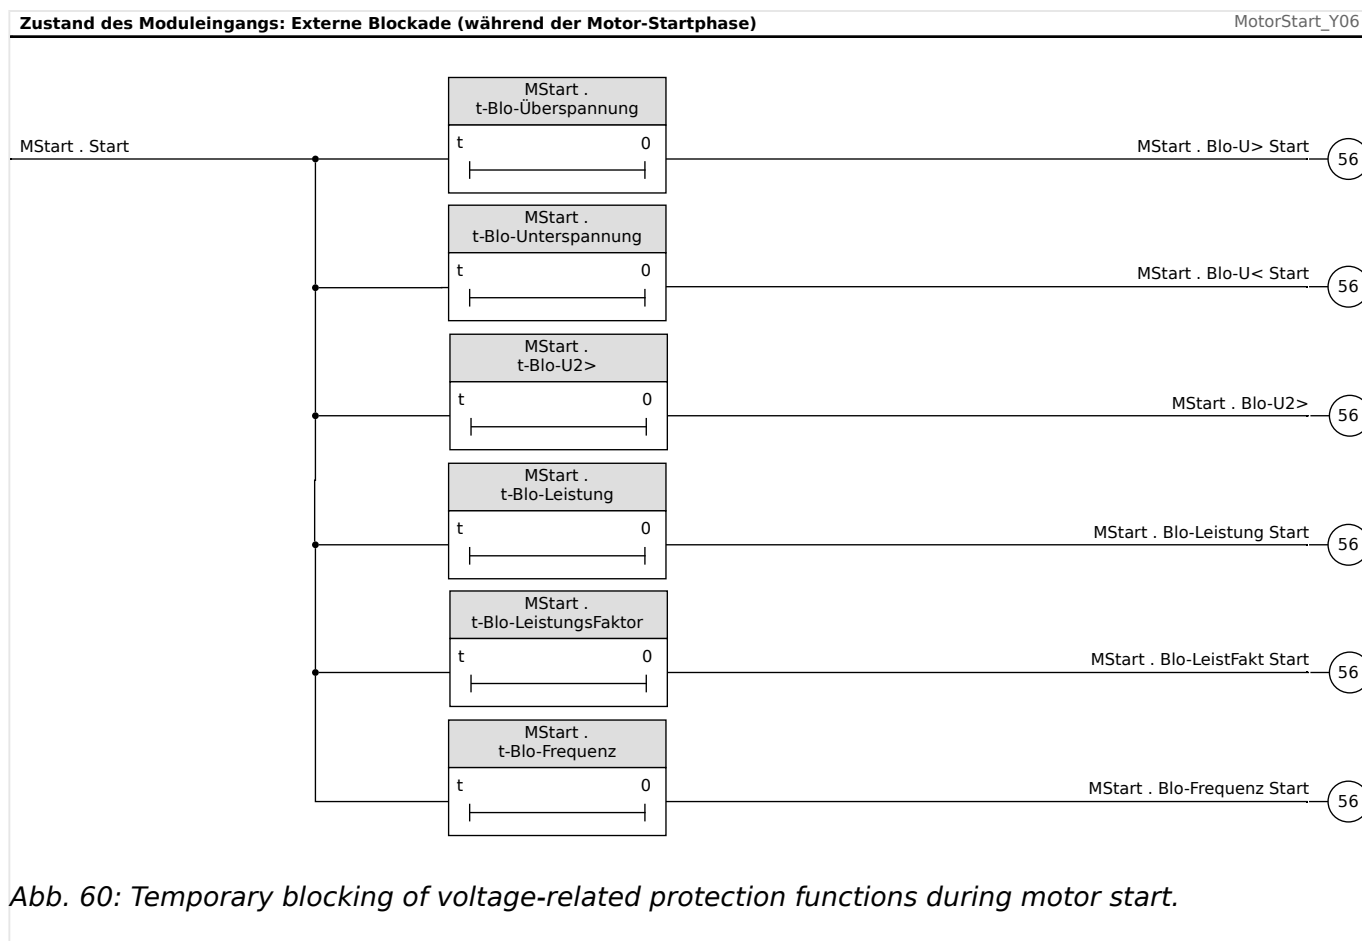 Zustand des Moduleingangs: Externe Blockade (während der Motor-Startphase)
MotorStart_Y06
MStart .
t-Blo-Überspannung
MStart . Start
t 0
MStart . Blo-U> Start
56
MStart .
t-Blo-Unterspannung
t 0
MStart . Blo-U< Start
56
MStart .
t-Blo-U2>
t 0
MStart . Blo-U2>
56
MStart .
t-Blo-Leistung
t 0
MStart . Blo-Leistung Start
56
MStart .
t-Blo-LeistungsFaktor
t 0
MStart . Blo-LeistFakt Start
56
MStart .
t-Blo-Frequenz
t 0
MStart . Blo-Frequenz Start
56
Abb. 60: Temporary blocking of voltage-related protection functions during motor start.